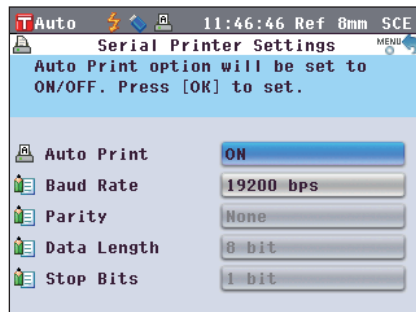 T Auto 11:46:46 Ref 8mm SCE
Serial Printer Settings MENU
Auto Print option will be set to
ON/OFF. Press [OK] to set.
Auto Print ON
Baud Rate 19200 bps
Parity None
Data Length 8 bit
Stop Bits 1 bit